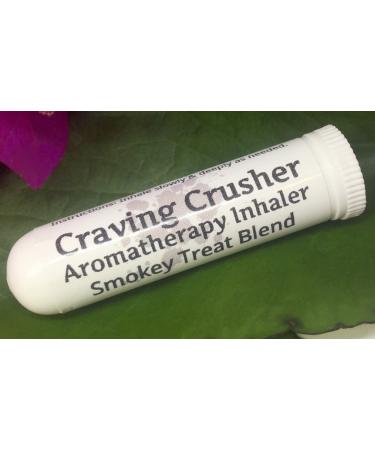 Instructions: Inhale slowly & deeply as needed.
Craving Crusher
Aromatherapy Inhaler
Smokey Treat Blend